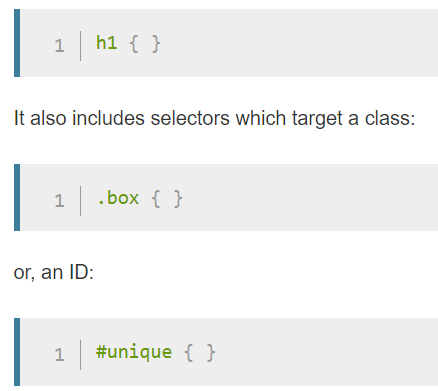 1 h1 { }
It also includes selectors which target a class:
1 .box { }
or, an ID:
1 #unique { }